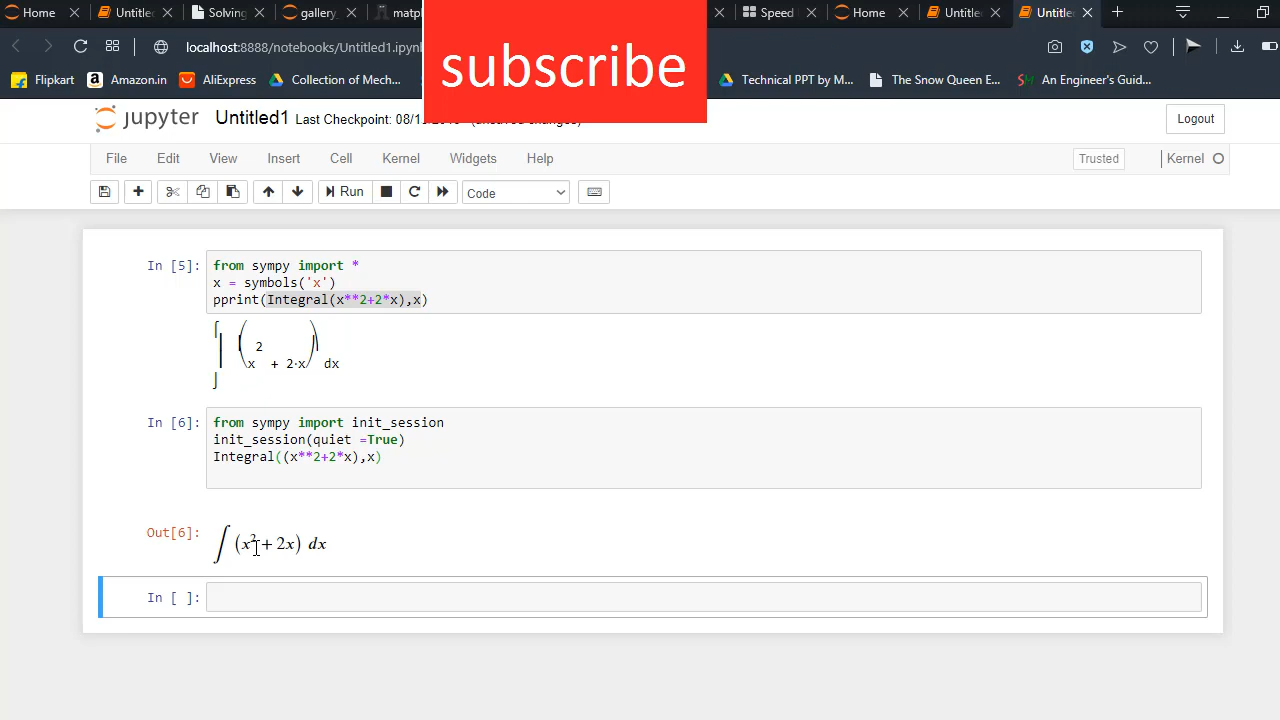 Home Untitle Solving gallery. matpl Speed Home Untitle Untitle
subscribe
localhost:8888/notebooks/Untitled1.ipynb
Flipkart Amazon.in AliExpress Collection of Mech... Technical PPT by M... The Snow Queen E... An Engineer's Guid...
jupyter Untitled1 Last Checkpoint: 08/1
Logout
File Edit View Insert Cell Kernel Widgets Help Trusted Kernel
Run Code
In [5]: from sympy import *
x = symbols('x')
pprint(Integral(x**2+2*x),x)
⌠
⎮ ⎛ 2 ⎞
⎮ ⎝x + 2⋅x⎠ dx
⌡
In [6]: from sympy import init_session
init_session(quiet =True)
Integral((x**2+2*x),x)
Out[6]: ∫ (x² + 2x) dx
In [ ]: